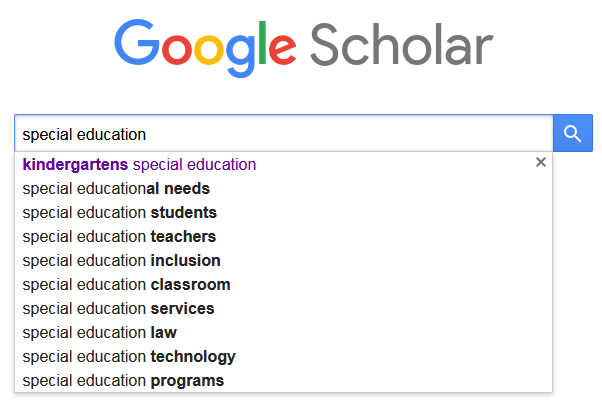 Google Scholar
special education
kindergartens special education
special educational needs
special education students
special education teachers
special education inclusion
special education classroom
special education services
special education law
special education technology
special education programs